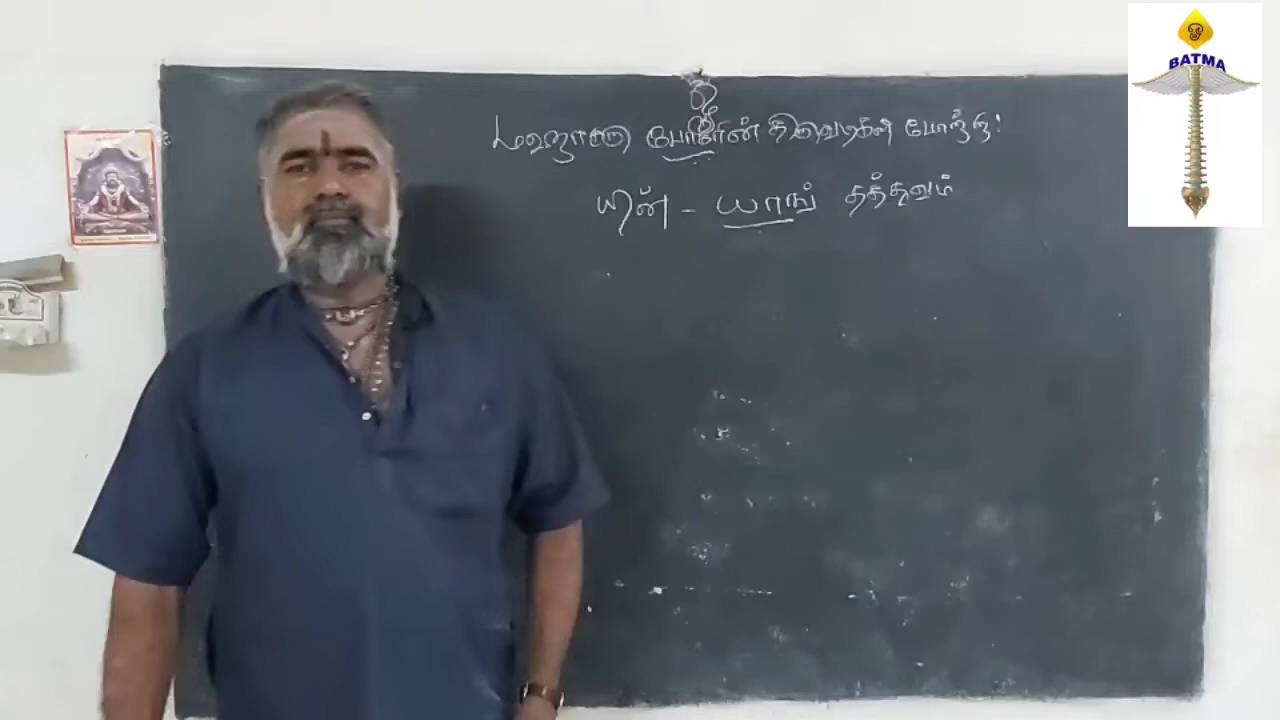 BATMA
மஹாகுரு போகரின் திருவடிகள் போற்றி!
யின் - யாங் தத்துவம்